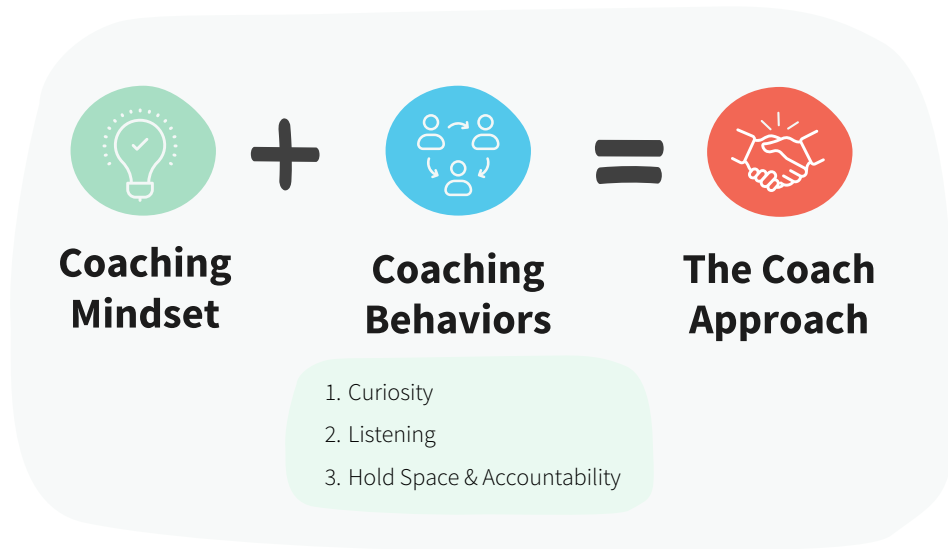 Coaching
Mindset
+
Coaching
Behaviors
=
The Coach
Approach
1. Curiosity
2. Listening
3. Hold Space & Accountability